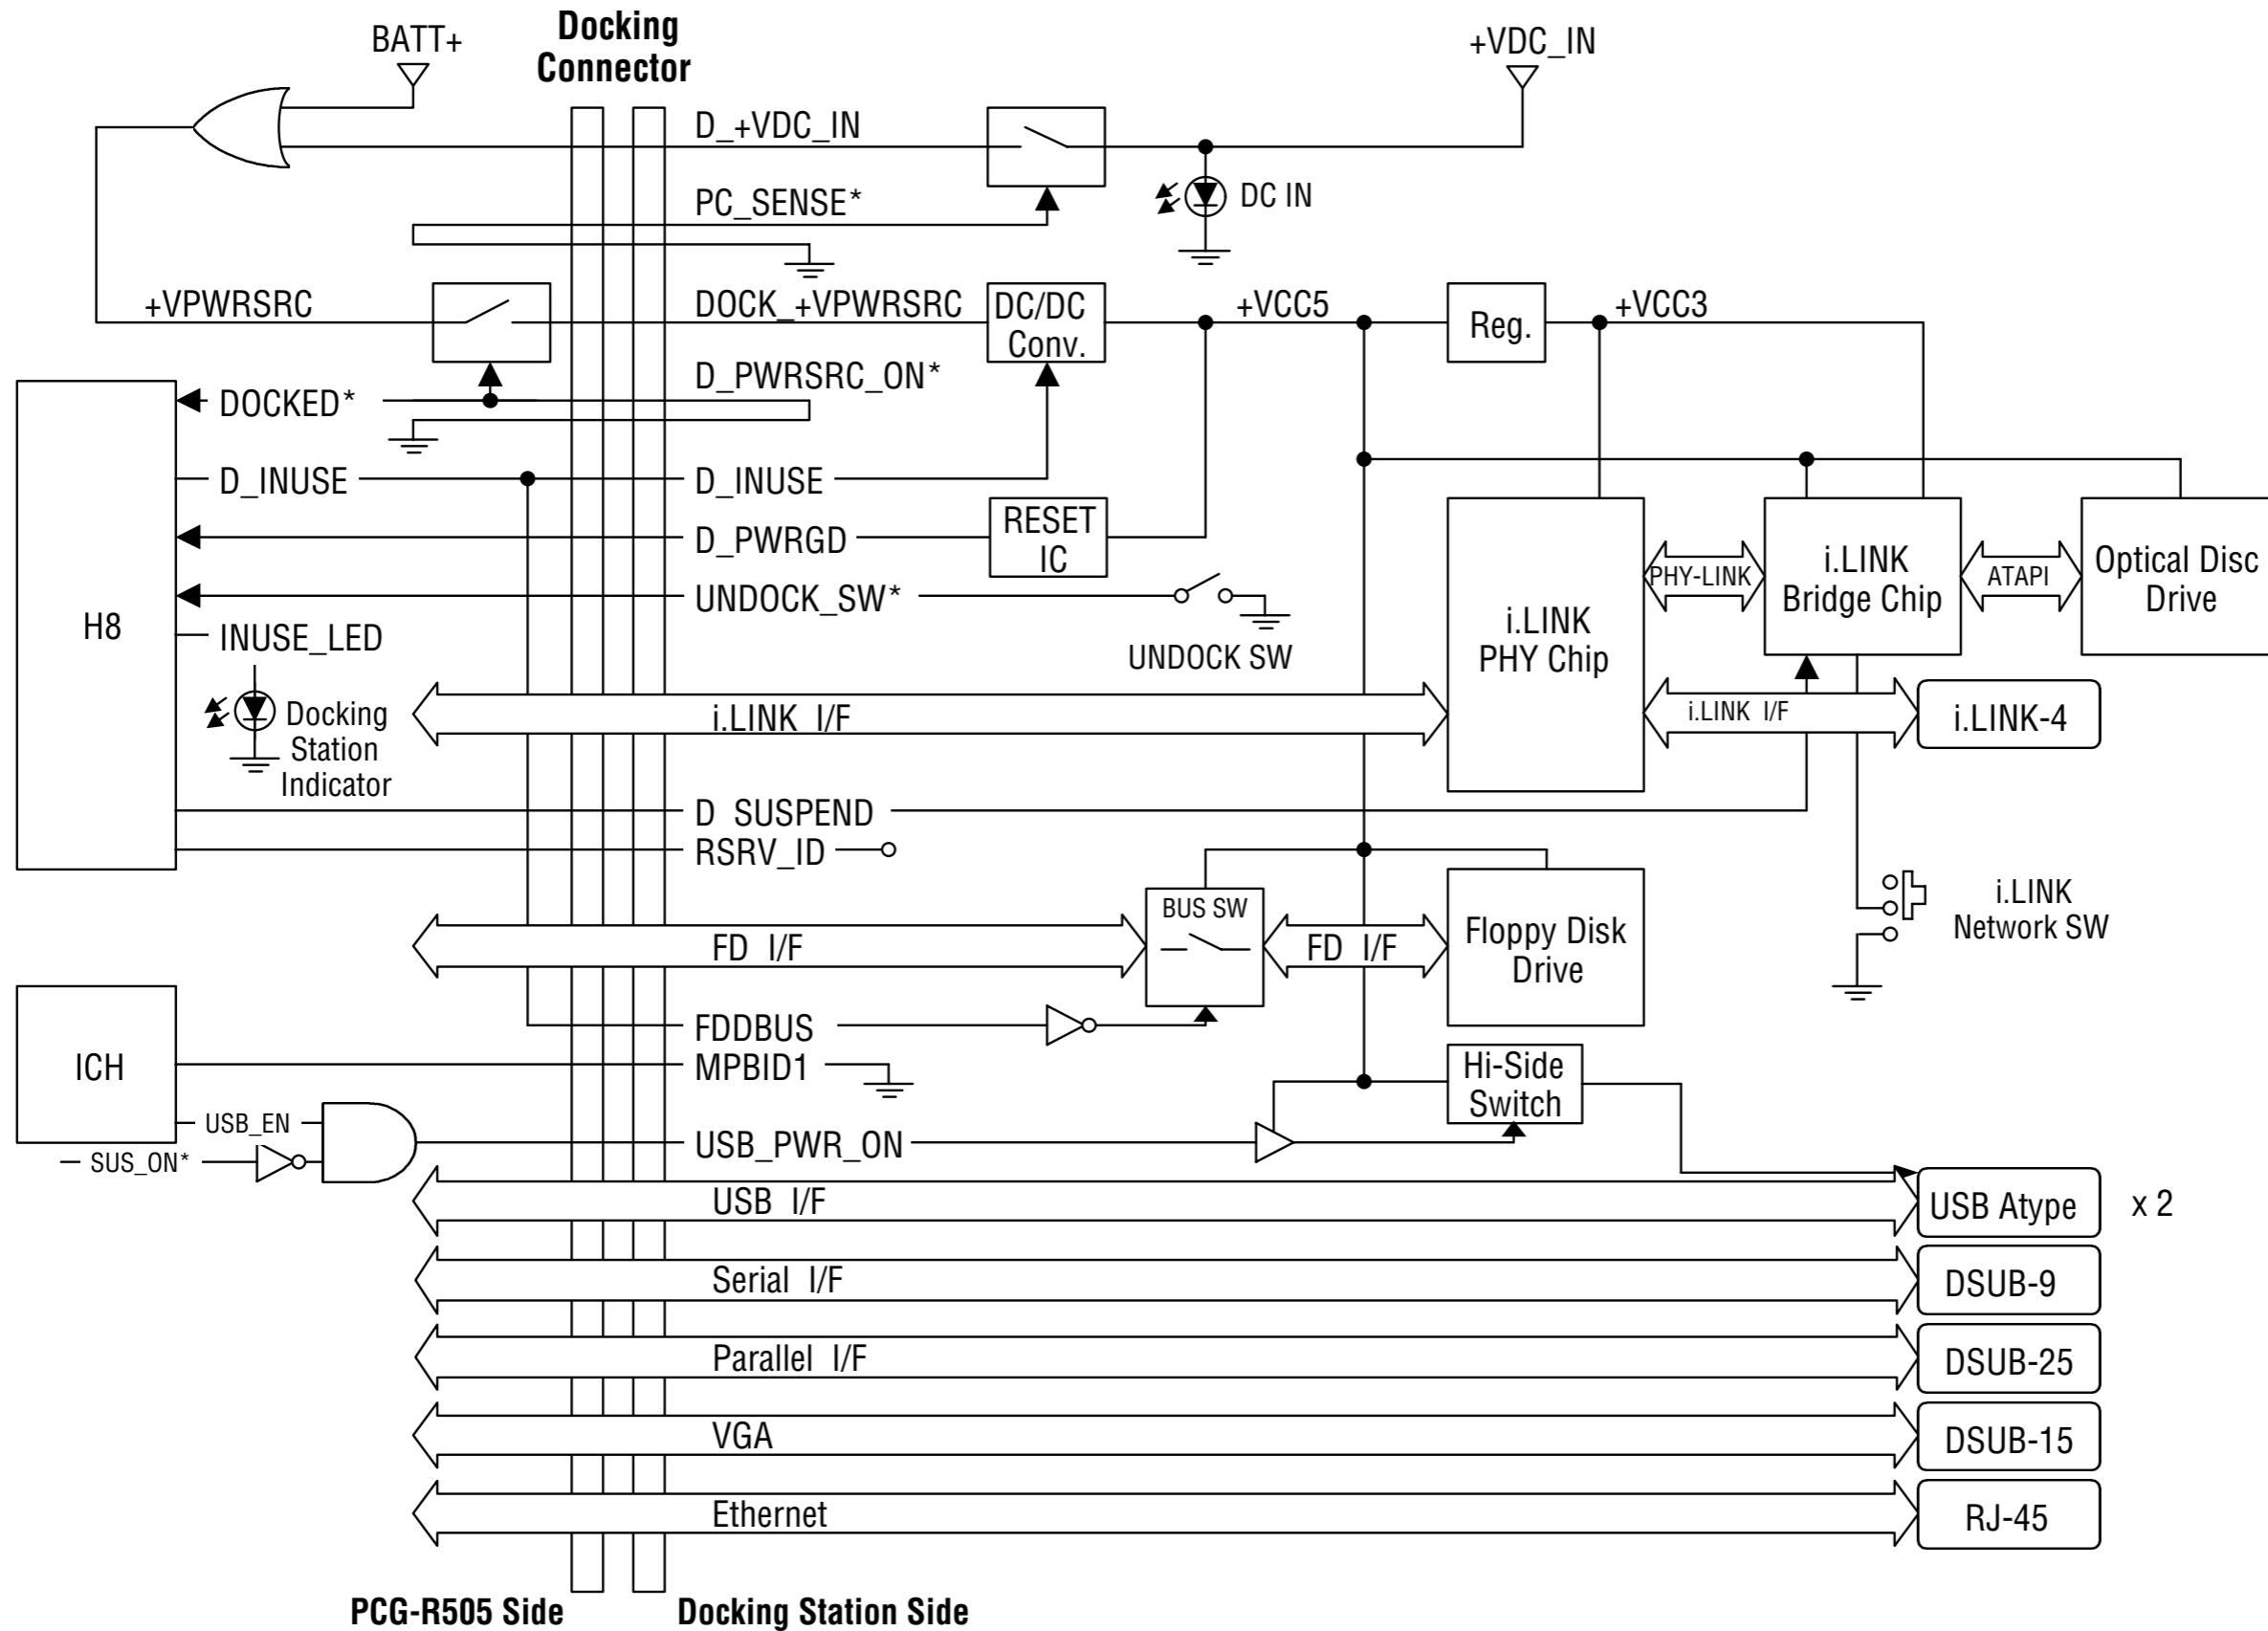 Docking
Connector
BATT+
+VDC_IN
D_+VDC_IN
PC_SENSE*
DC IN
+VPWRSRC
DOCK_+VPWRSRC
DC/DC
Conv.
+VCC5
Reg.
+VCC3
D_PWRSRC_ON*
DOCKED*
D_INUSE
D_INUSE
D_PWRGD
RESET
IC
UNDOCK_SW*
UNDOCK SW
H8
INUSE_LED
Docking
Station
Indicator
i.LINK I/F
i.LINK
PHY Chip
PHY-LINK
i.LINK
Bridge Chip
ATAPI
Optical Disc
Drive
i.LINK I/F
i.LINK-4
D SUSPEND
RSRV_ID
BUS SW
FD I/F
FD I/F
Floppy Disk
Drive
i.LINK
Network SW
ICH
FDDBUS
MPBID1
Hi-Side
Switch
USB_EN
SUS_ON*
USB_PWR_ON
USB I/F
USB Atype
x 2
Serial I/F
DSUB-9
Parallel I/F
DSUB-25
VGA
DSUB-15
Ethernet
RJ-45
PCG-R505 Side
Docking Station Side